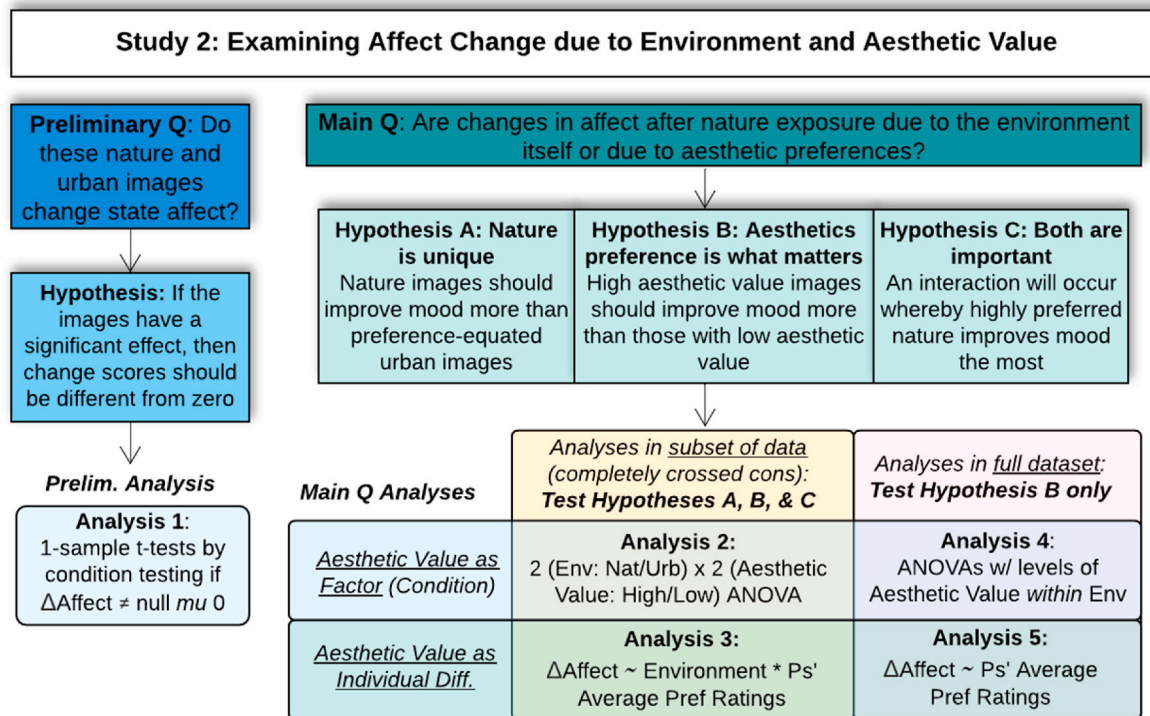 Study 2: Examining Affect Change due to Environment and Aesthetic Value
Preliminary Q: Do
these nature and
urban images
change state affect?
Hypothesis: If the
images have a
significant effect, then
change scores should
be different from zero
Prelim. Analysis
Analysis 1:
1-sample t-tests by
condition testing if
ΔAffect ≠ null mu 0
Main Q: Are changes in affect after nature exposure due to the environment
itself or due to aesthetic preferences?
Hypothesis A: Nature
is unique
Nature images should
improve mood more than
preference-equated
urban images
Hypothesis B: Aesthetics
preference is what matters
High aesthetic value images
should improve mood more
than those with low aesthetic
value
Hypothesis C: Both are
important
An interaction will occur
whereby highly preferred
nature improves mood
the most
Main Q Analyses
Analyses in subset of data
(completely crossed cons):
Test Hypotheses A, B, & C
Analyses in full dataset:
Test Hypothesis B only
Aesthetic Value as
Factor (Condition)
Analysis 2:
2 (Env: Nat/Urb) x 2 (Aesthetic
Value: High/Low) ANOVA
Analysis 4:
ANOVAs w/ levels of
Aesthetic Value within Env
Aesthetic Value as
Individual Diff.
Analysis 3:
ΔAffect ~ Environment * Ps'
Average Pref Ratings
Analysis 5:
ΔAffect ~ Ps' Average
Pref Ratings